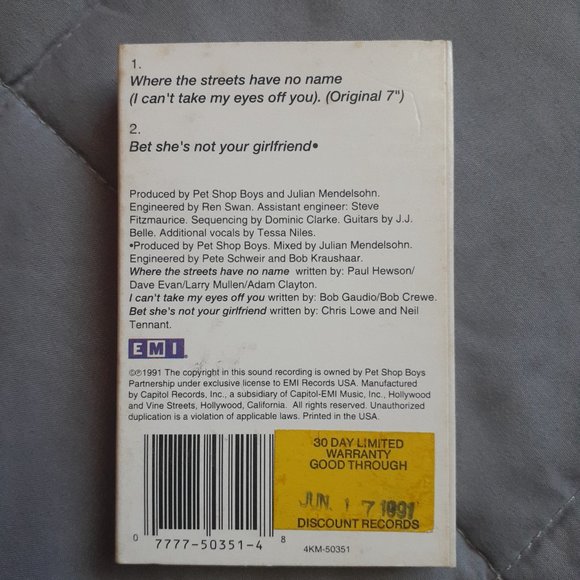 1.
Where the streets have no name
(I can't take my eyes off you). (Original 7")
2.
Bet she's not your girlfriend•
Produced by Pet Shop Boys and Julian Mendelsohn.
Engineered by Ren Swan. Assistant engineer: Steve
Fitzmaurice. Sequencing by Dominic Clarke. Guitars by J.J.
Belle. Additional vocals by Tessa Niles.
•Produced by Pet Shop Boys. Mixed by Julian Mendelsohn.
Engineered by Pete Schweir and Bob Kraushaar.
Where the streets have no name written by: Paul Hewson/
Dave Evan/Larry Mullen/Adam Clayton.
I can't take my eyes off you written by: Bob Gaudio/Bob Crewe.
Bet she's not your girlfriend written by: Chris Lowe and Neil
Tennant.
EMI
©℗1991 The copyright in this sound recording is owned by Pet Shop Boys
Partnership under exclusive license to EMI Records USA. Manufactured
by Capitol Records, Inc., a subsidiary of Capitol-EMI Music, Inc., Hollywood
and Vine Streets, Hollywood, California. All rights reserved. Unauthorized
duplication is a violation of applicable laws. Printed in the USA.
30 DAY LIMITED
WARRANTY
GOOD THROUGH
JUN. 17 1991
DISCOUNT RECORDS
0 7777-50351-4 8
4KM-50351